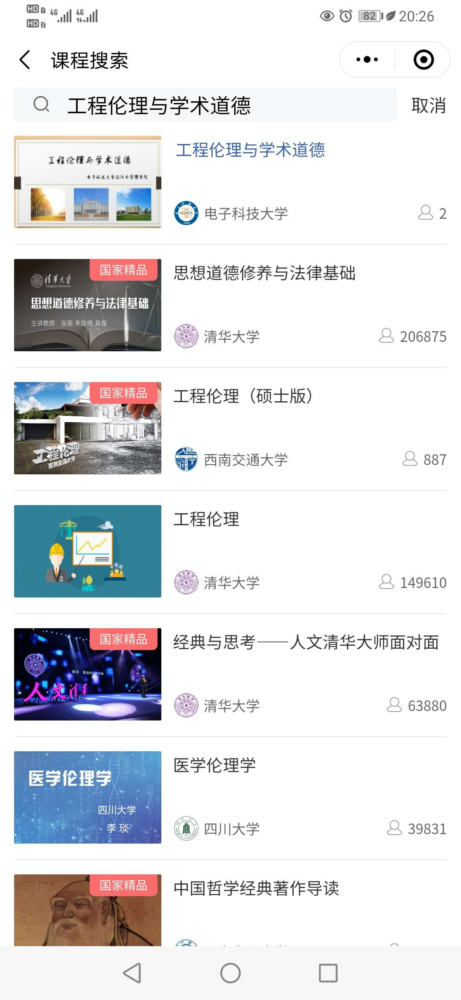 HD 1 4G 4G
HD 2
82 20:26
课程搜索
工程伦理与学术道德
取消
工程伦理与学术道德
电子科技大学经济与管理学院
工程伦理与学术道德
UESTC
1956
电子科技大学
2
国家精品
清华大学
Tsinghua University
思想道德修养与法律基础
主讲教师：张瑜 朱效梅 吴俊
思想道德修养与法律基础
清华大学
206875
国家精品
工程伦理
西南交通大学
工程伦理（硕士版）
西南交通大学
887
工程伦理
清华大学
149610
国家精品
人文清华
经典与思考——人文清华大师面对面
清华大学
63880
医学伦理学
四川大学
李 琰
医学伦理学
四川大学
39831
国家精品
中国哲学经典著作导读